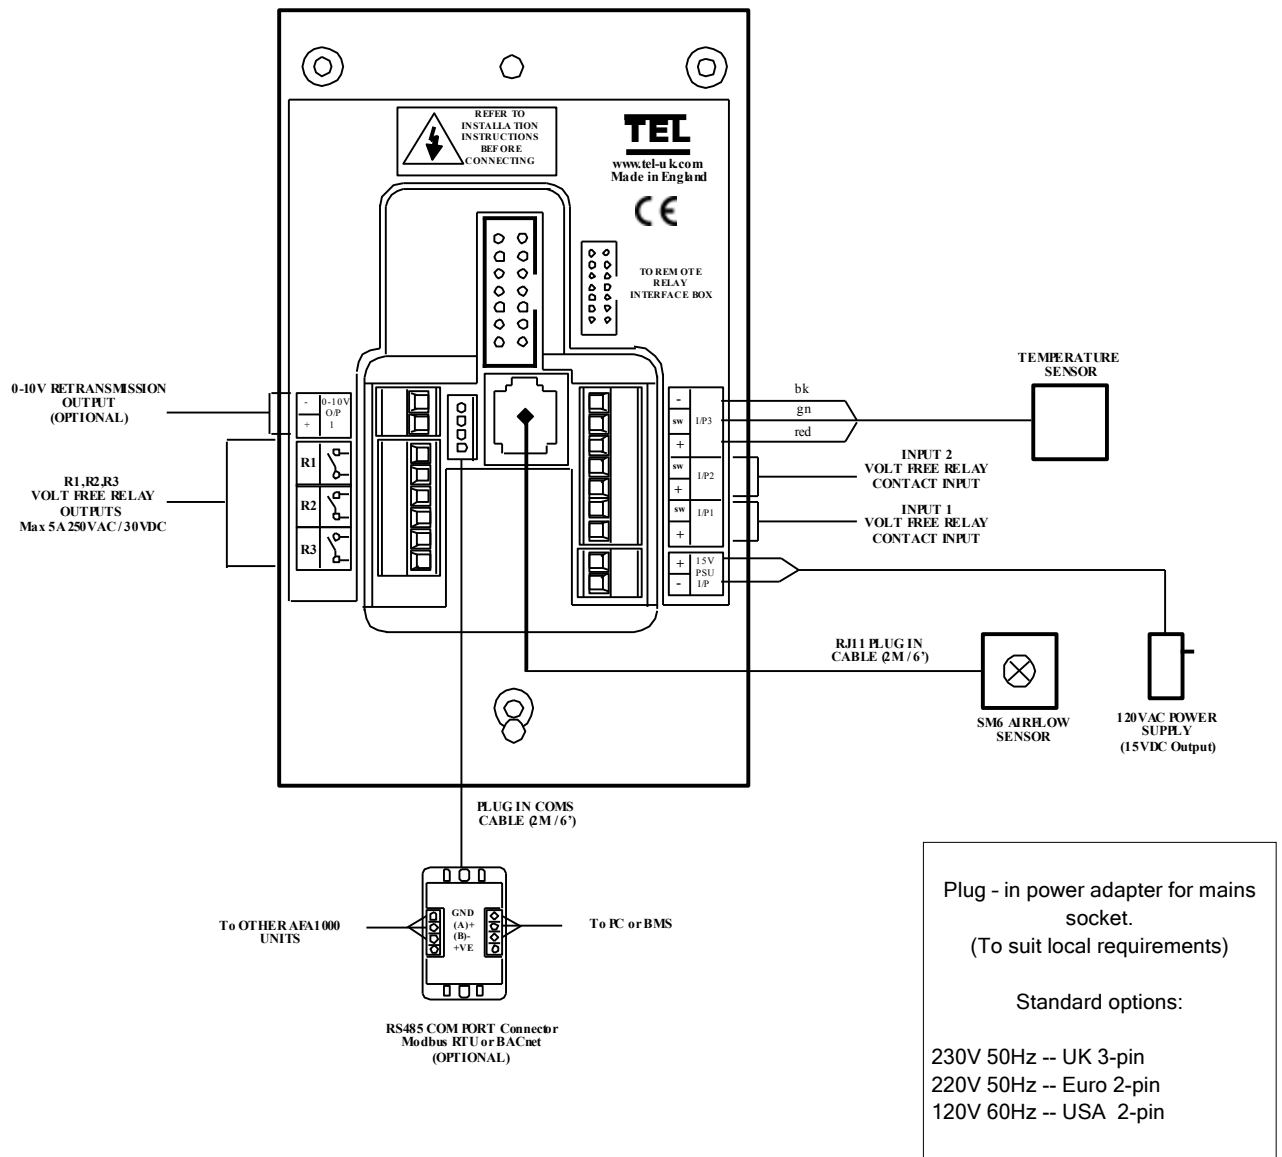 REFER TO
INSTALLATION
INSTRUCTIONS
BEFORE
CONNECTING
TEL
www.tel-uk.com
Made in England
CE
TO REMOTE
RELAY
INTERFACE BOX
0-10V RETRANSMISSION
OUTPUT
(OPTIONAL)
-
+
0-10V
O/P
1
R1
R2
R3
R1,R2,R3
VOLT FREE RELAY
OUTPUTS
Max 5A 250VAC / 30VDC
-
sw
+
I/P3
sw
+
I/P2
sw
+
I/P1
+
-
15V
PSU
I/P
bk
gn
red
TEMPERATURE
SENSOR
INPUT 2
VOLT FREE RELAY
CONTACT INPUT
INPUT 1
VOLT FREE RELAY
CONTACT INPUT
RJ11 PLUG IN
CABLE (2M / 6')
SM6 AIRFLOW
SENSOR
120VAC POWER
SUPPLY
(15VDC Output)
PLUG IN COMS
CABLE (2M / 6')
To OTHER AFA1000
UNITS
GND
(A)+
(B)-
+VE
To PC or BMS
RS485 COM PORT Connector
Modbus RTU or BACnet
(OPTIONAL)
Plug - in power adapter for mains
socket.
(To suit local requirements)
Standard options:
230V 50Hz -- UK 3-pin
220V 50Hz -- Euro 2-pin
120V 60Hz -- USA  2-pin